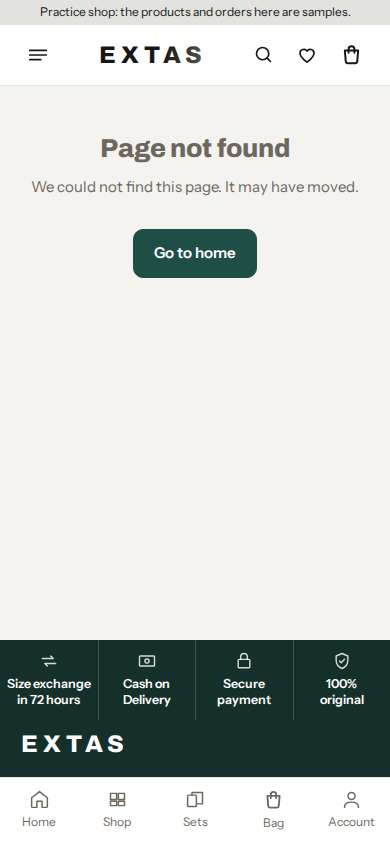 Practice shop: the products and orders here are samples.
EXTAS
Page not found
We could not find this page. It may have moved.
Go to home
Size exchange
in 72 hours
Cash on
Delivery
Secure
payment
100%
original
EXTAS
Home
Shop
Sets
Bag
Account